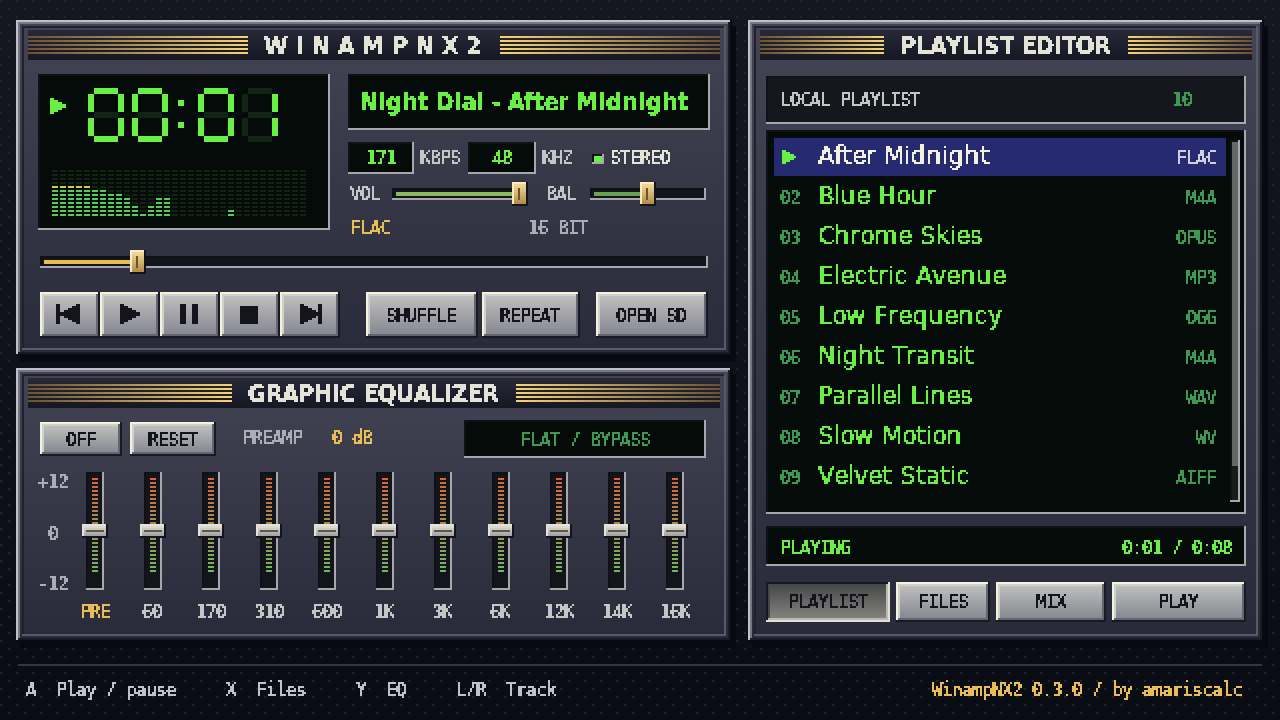 WINAMPNX2
00:01
Night Dial - After Midnight
171 KBPS 48 KHZ STEREO
VOL BAL
FLAC 16 BIT
SHUFFLE REPEAT OPEN SD
GRAPHIC EQUALIZER
OFF RESET PREAMP 0 dB FLAT / BYPASS
+12
0
-12
PRE 60 170 310 600 1K 3K 6K 12K 14K 16K
PLAYLIST EDITOR
LOCAL PLAYLIST 10
After Midnight FLAC
02 Blue Hour M4A
03 Chrome Skies OPUS
04 Electric Avenue MP3
05 Low Frequency OGG
06 Night Transit M4A
07 Parallel Lines WAV
08 Slow Motion WV
09 Velvet Static AIFF
PLAYING 0:01 / 0:08
PLAYLIST FILES MIX PLAY
A Play / pause X Files Y EQ L/R Track
WinampNX2 0.3.0 / by amariscalc